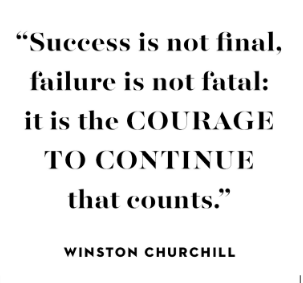 “Success is not final,
failure is not fatal:
it is the COURAGE
TO CONTINUE
that counts.”
WINSTON CHURCHILL